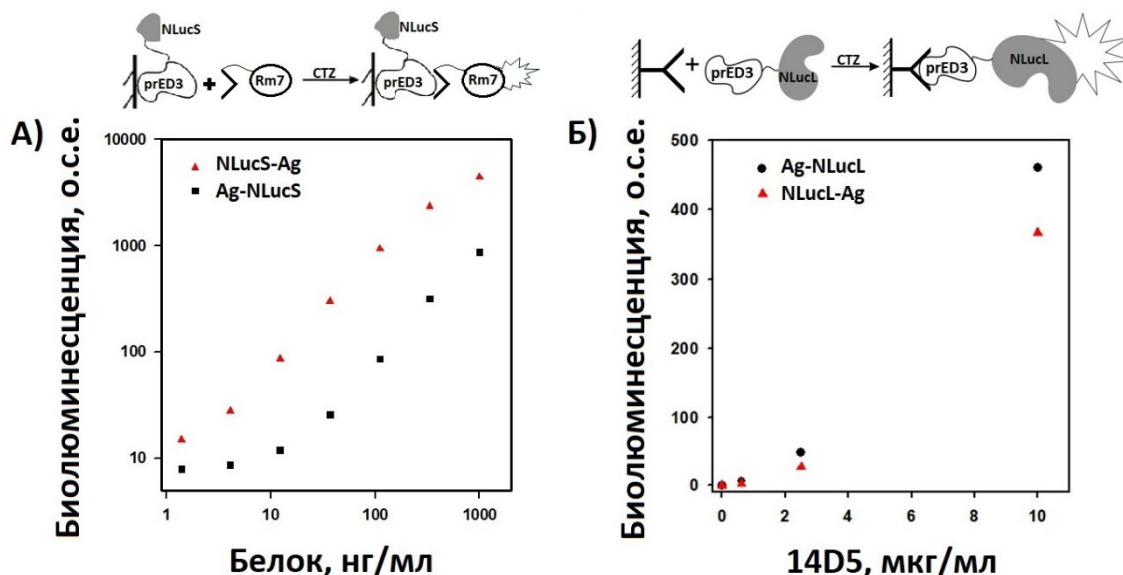 NLucS
prED3
Rm7
CTZ
NLucS
prED3
Rm7
prED3
NLucL
CTZ
prED3
NLucL
А)
Биолюминесценция, о.с.е.
10000
1000
100
10
NLucS-Ag
Ag-NLucS
1 10 100 1000
Белок, нг/мл
Б)
Биолюминесценция, о.с.е.
500
400
300
200
100
0
Ag-NLucL
NLucL-Ag
0 2 4 6 8 10
14D5, мкг/мл